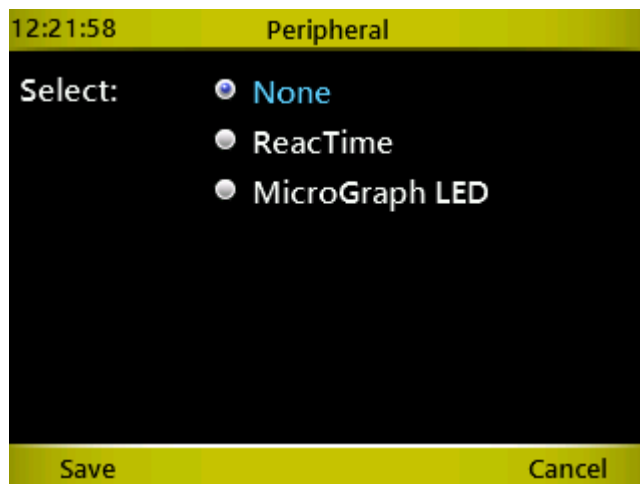 12:21:58 Peripheral
Select: None
ReacTime
MicroGraph LED
Save Cancel